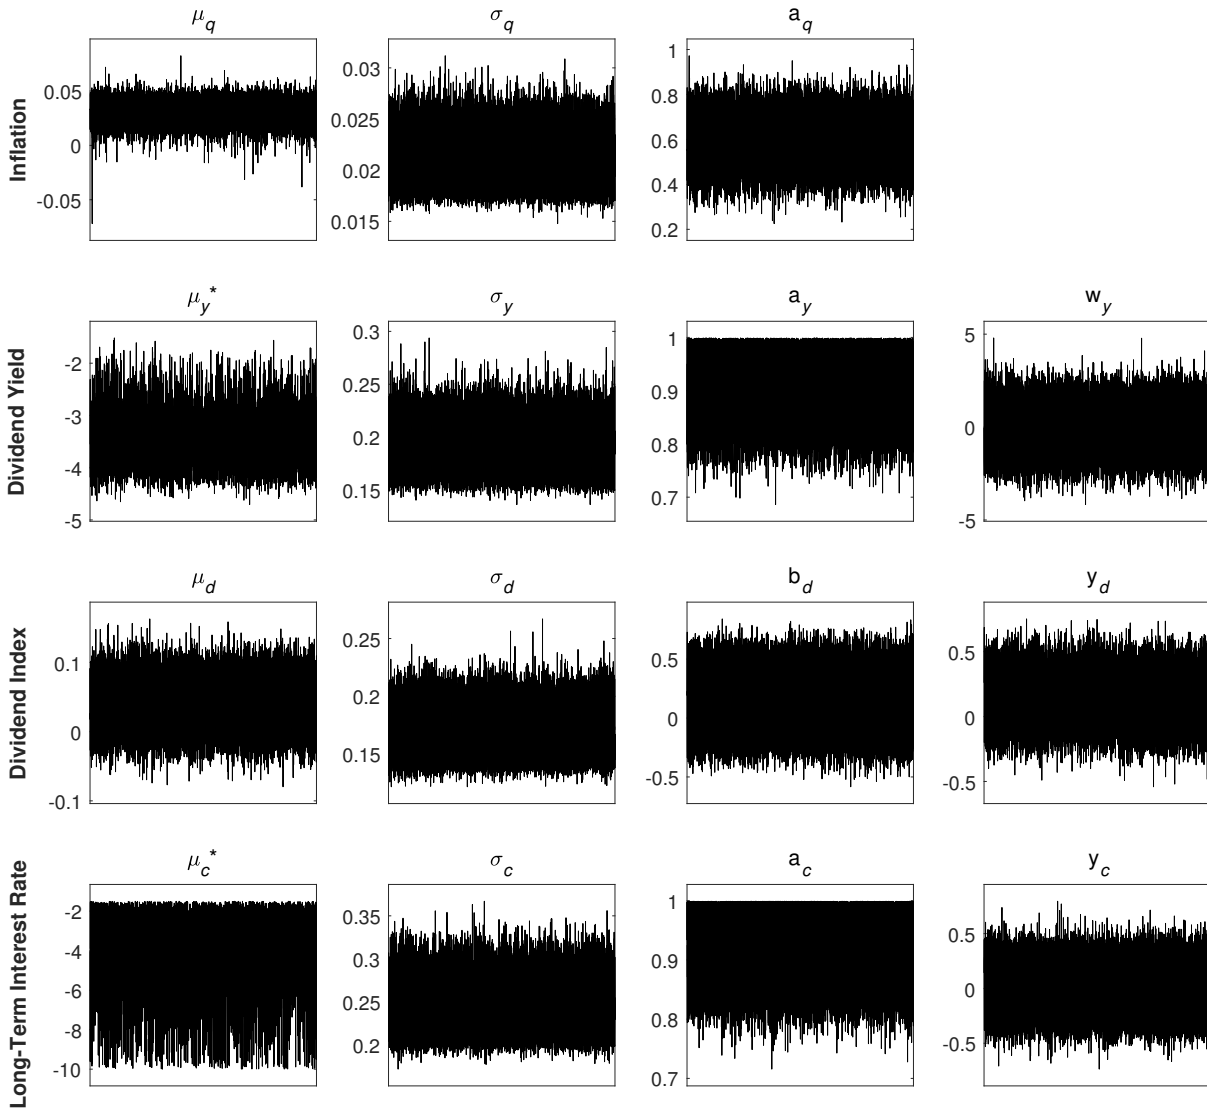 μ_q
σ_q
a_q
Inflation
0.05
0
-0.05
0.03
0.025
0.02
0.015
1
0.8
0.6
0.4
0.2
μ_y*
σ_y
a_y
w_y
Dividend Yield
-2
-3
-4
-5
0.3
0.25
0.2
0.15
1
0.9
0.8
0.7
5
0
-5
μ_d
σ_d
b_d
y_d
Dividend Index
0.1
0
-0.1
0.25
0.2
0.15
0.5
0
-0.5
0.5
0
-0.5
μ_c*
σ_c
a_c
y_c
Long-Term Interest Rate
-2
-4
-6
-8
-10
0.35
0.3
0.25
0.2
1
0.9
0.8
0.7
0.5
0
-0.5